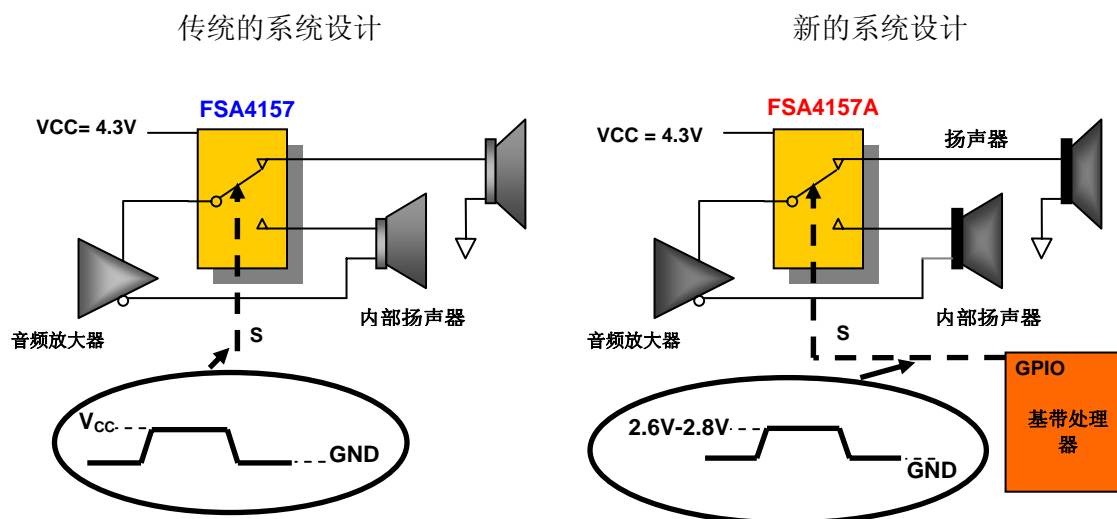 传统的系统设计
FSA4157
VCC= 4.3V
音频放大器
内部扬声器
S
VCC
GND
新的系统设计
FSA4157A
VCC = 4.3V
扬声器
音频放大器
内部扬声器
S
GPIO
基带处理
器
2.6V-2.8V
GND